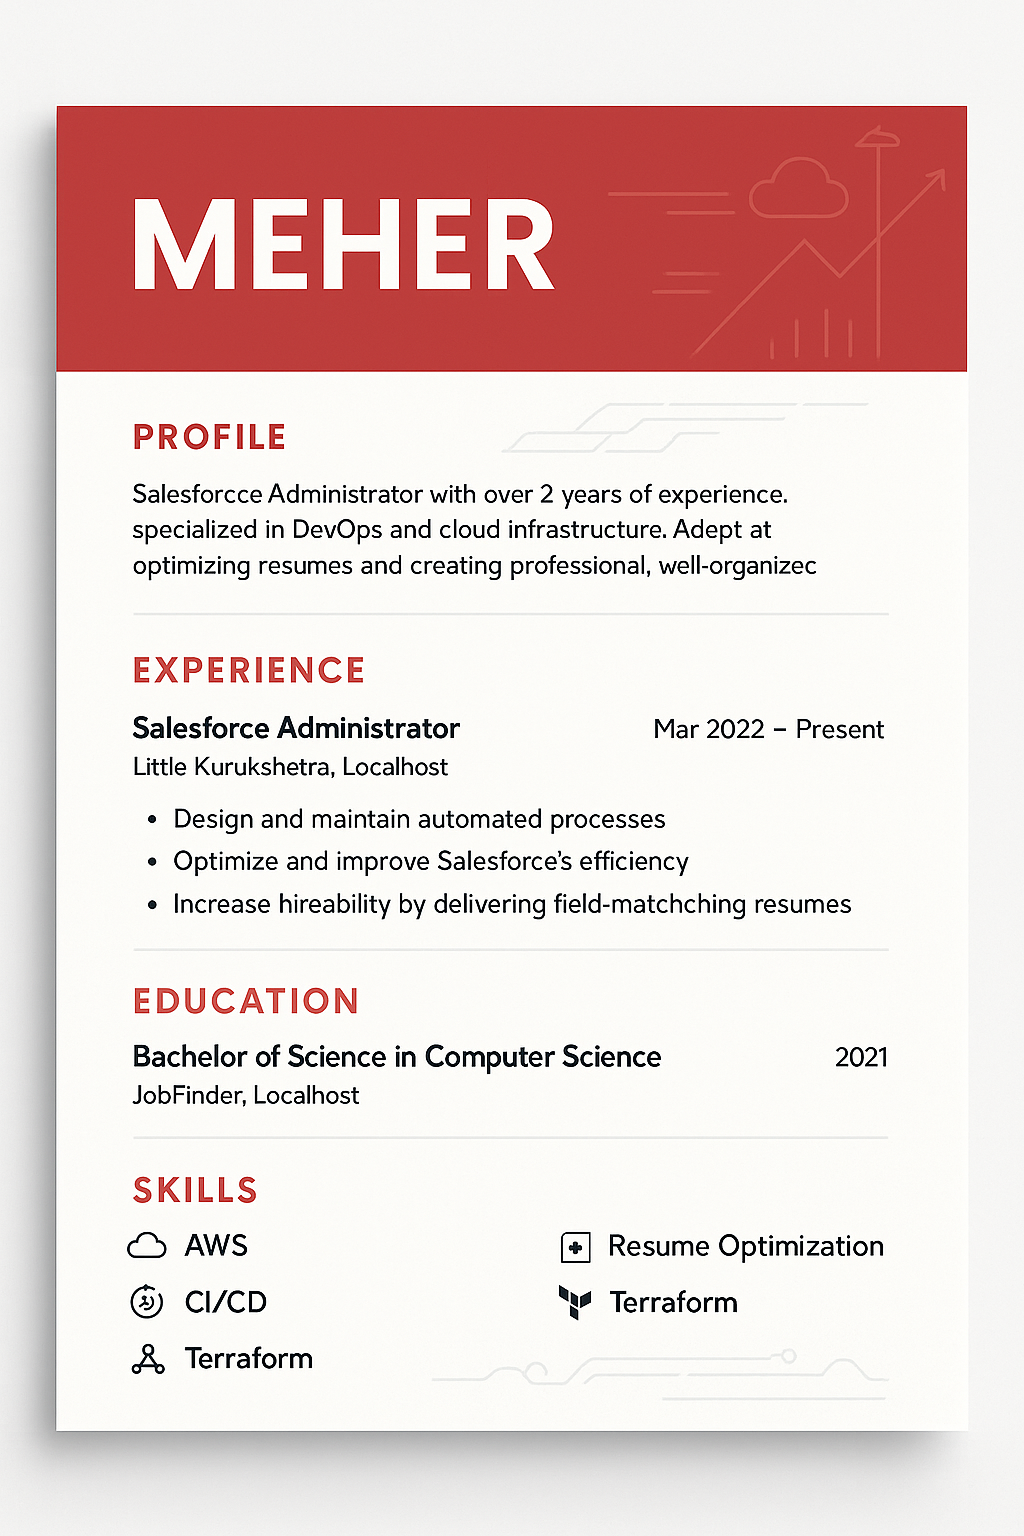 MEHER
PROFILE
Salesforcce Administrator with over 2 years of experience.
specialized in DevOps and cloud infrastructure. Adept at
optimizing resumes and creating professional, well-organizec
EXPERIENCE
Salesforce Administrator Mar 2022 – Present
Little Kurukshetra, Localhost
• Design and maintain automated processes
• Optimize and improve Salesforce's efficiency
• Increase hireability by delivering field-matchching resumes
EDUCATION
Bachelor of Science in Computer Science 2021
JobFinder, Localhost
SKILLS
AWS Resume Optimization
CI/CD Terraform
Terraform